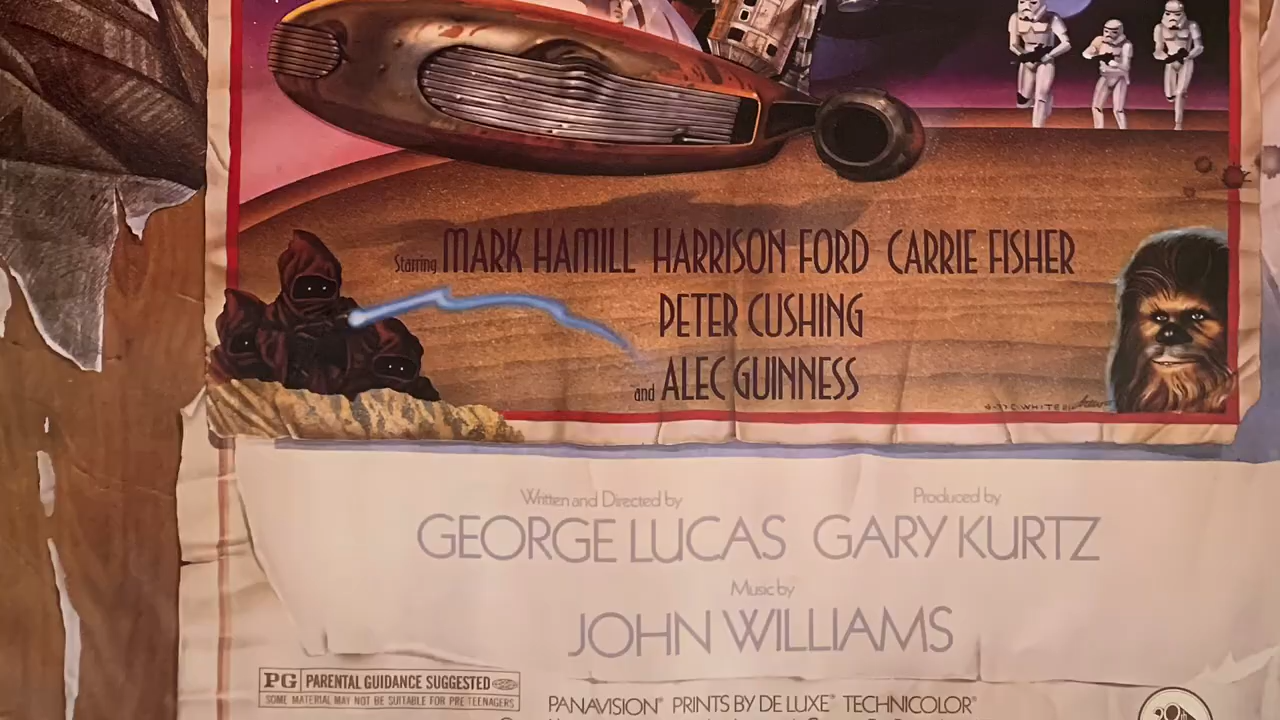 Starring MARK HAMILL HARRISON FORD CARRIE FISHER
PETER CUSHING
and ALEC GUINNESS
Written and Directed by
GEORGE LUCAS
Produced by
GARY KURTZ
Music by
JOHN WILLIAMS
PG PARENTAL GUIDANCE SUGGESTED
SOME MATERIAL MAY NOT BE SUITABLE FOR PRE TEENAGERS
PANAVISION® PRINTS BY DE LUXE® TECHNICOLOR®